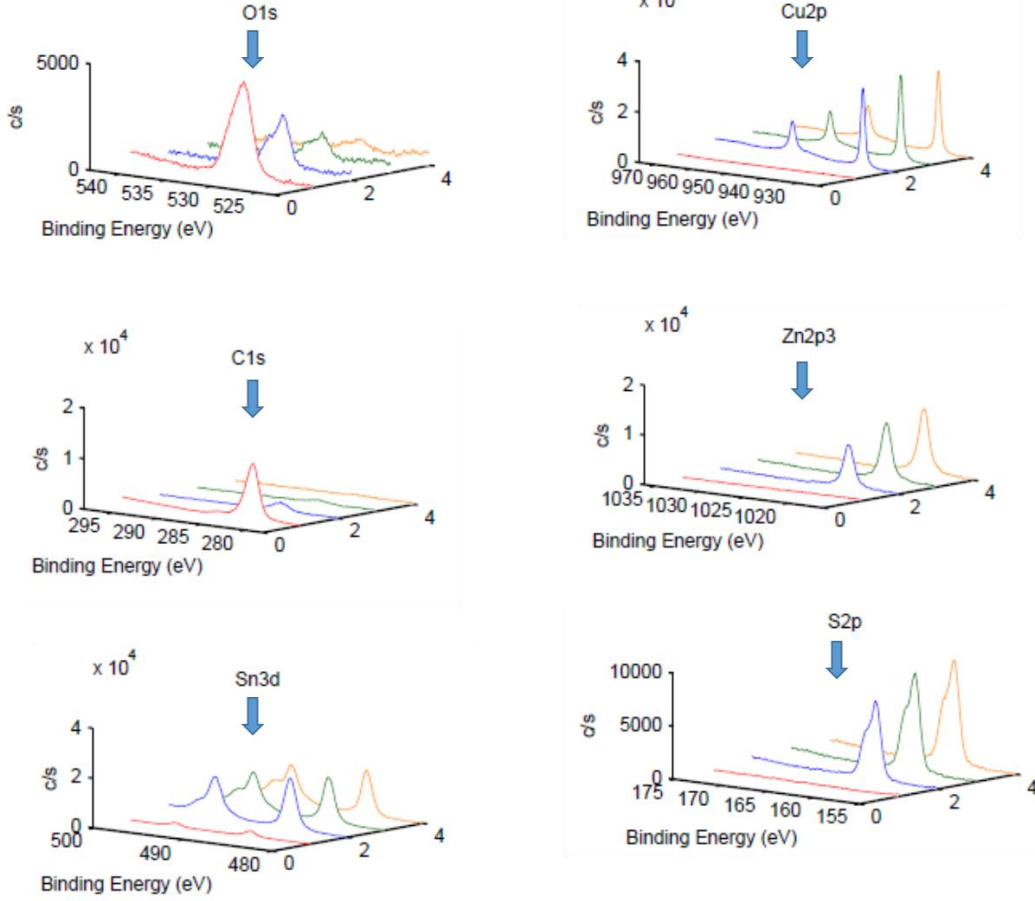 O1s
5000
c/s
0
540 535 530 525 0 2 4
Binding Energy (eV)
x 10
Cu2p
4
c/s
2
0
970 960 950 940 930 0 2 4
Binding Energy (eV)
x 10^4
C1s
2
c/s
1
0
295 290 285 280 0 2 4
Binding Energy (eV)
x 10^4
Zn2p3
2
c/s
1
0
1035 1030 1025 1020 0 2 4
Binding Energy (eV)
x 10^4
Sn3d
4
c/s
2
0
500 490 480 0 2 4
Binding Energy (eV)
S2p
10000
c/s
5000
0
175 170 165 160 155 0 2 4
Binding Energy (eV)